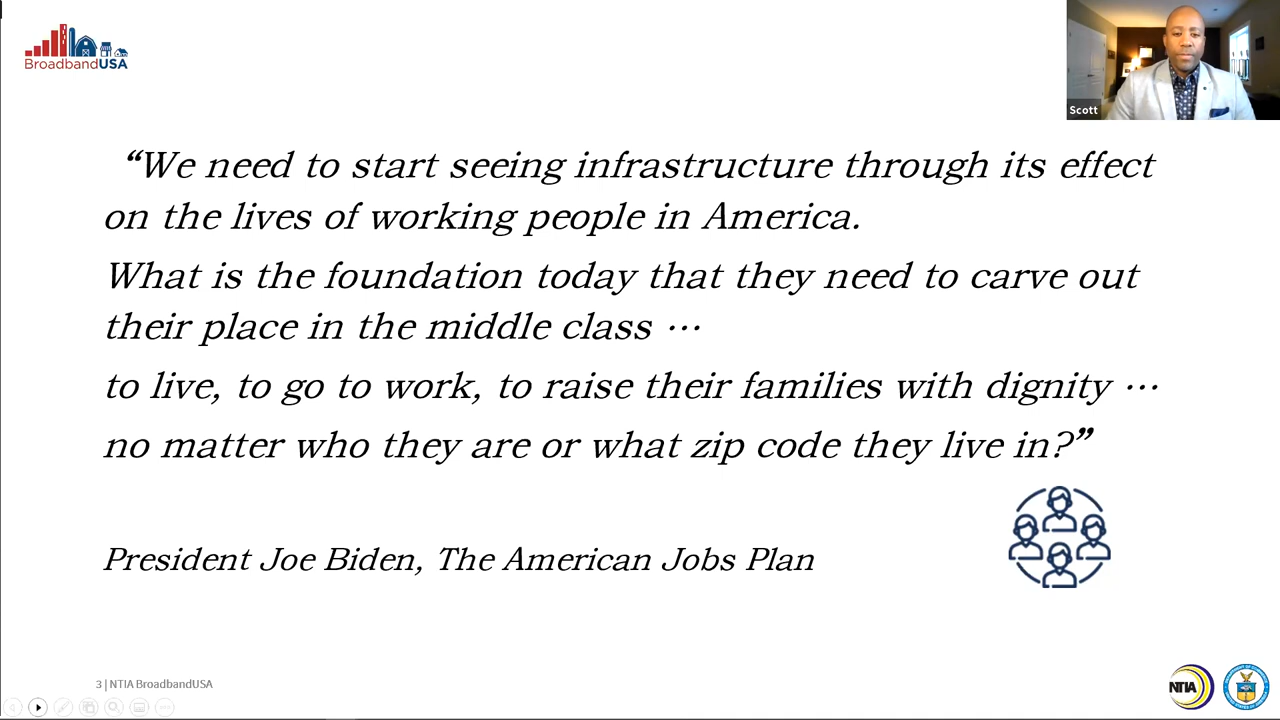 BroadbandUSA
Scott
“We need to start seeing infrastructure through its effect
on the lives of working people in America.
What is the foundation today that they need to carve out
their place in the middle class ···
to live, to go to work, to raise their families with dignity ···
no matter who they are or what zip code they live in?”
President Joe Biden, The American Jobs Plan
3 | NTIA BroadbandUSA
NTIA